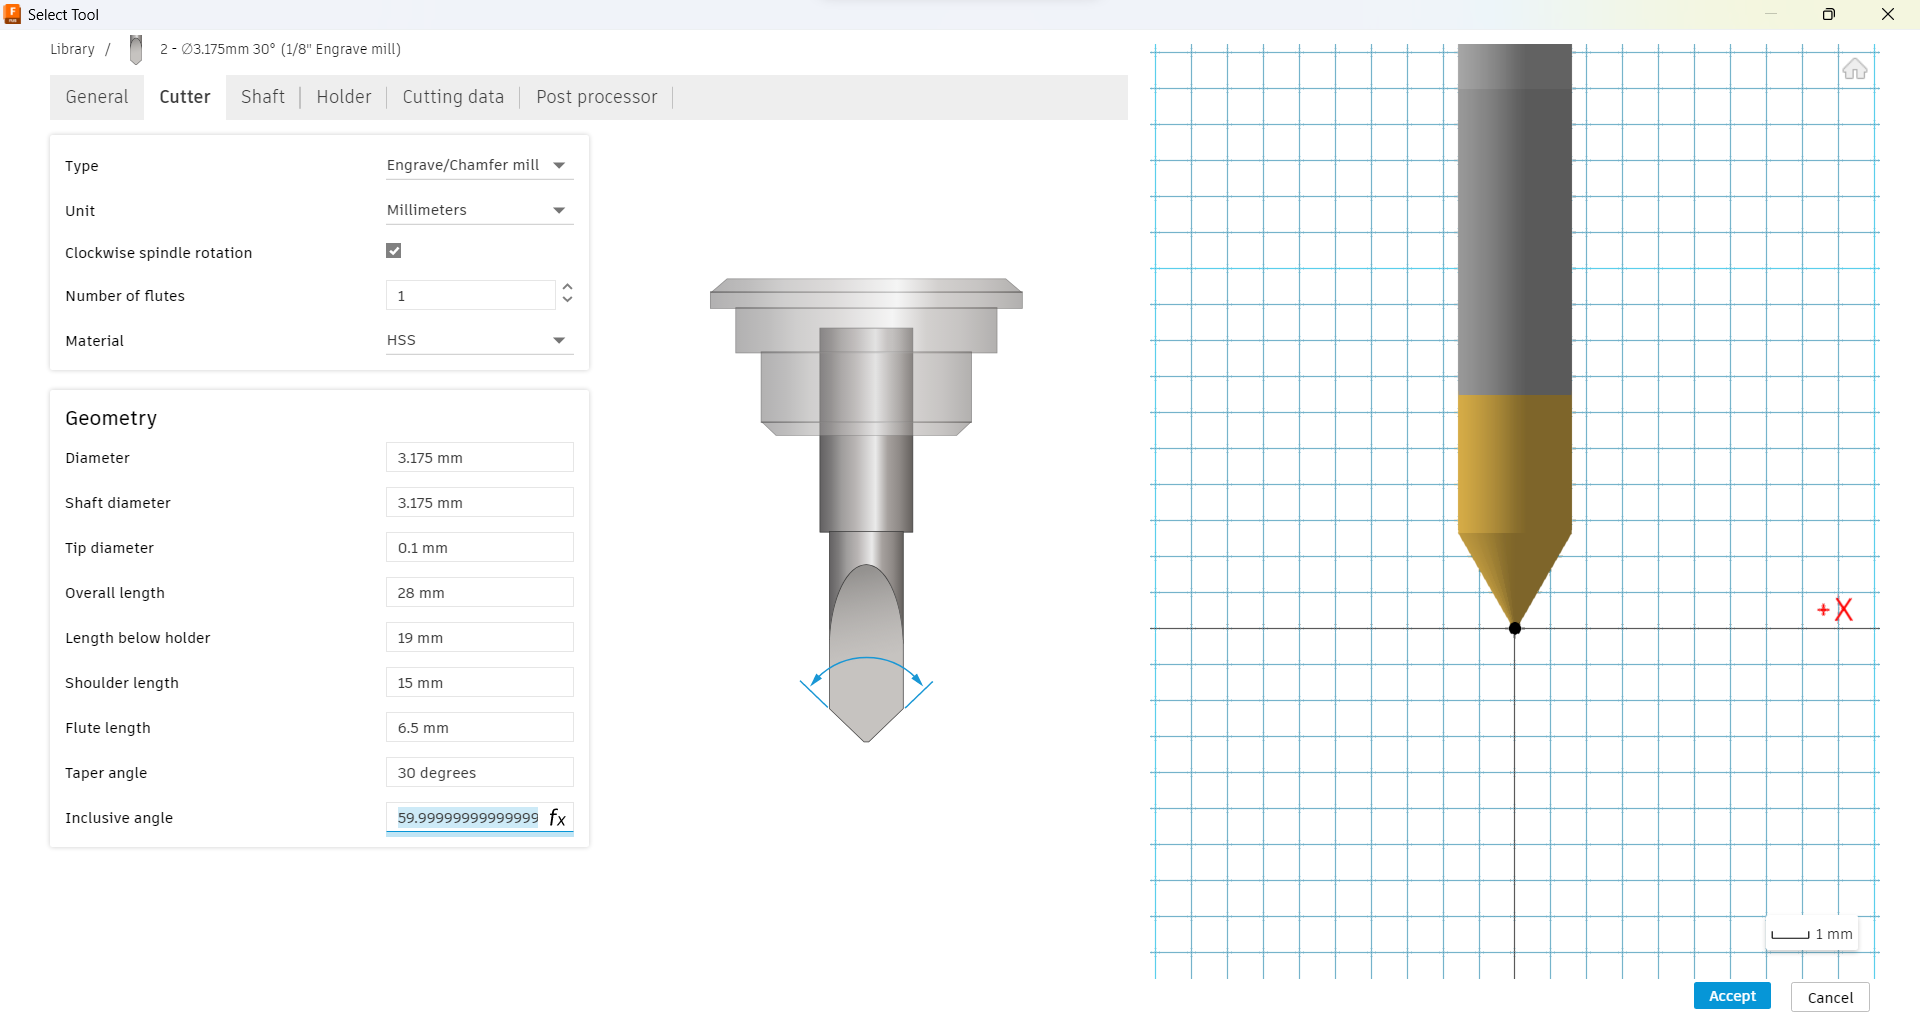 Select Tool
Library / 2 - Ø3.175mm 30° (1/8" Engrave mill)
General Cutter Shaft Holder Cutting data Post processor
Type Engrave/Chamfer mill
Unit Millimeters
Clockwise spindle rotation
Number of flutes 1
Material HSS
Geometry
Diameter 3.175 mm
Shaft diameter 3.175 mm
Tip diameter 0.1 mm
Overall length 28 mm
Length below holder 19 mm
Shoulder length 15 mm
Flute length 6.5 mm
Taper angle 30 degrees
Inclusive angle 59.99999999999999 fx
+X
1 mm
Accept Cancel